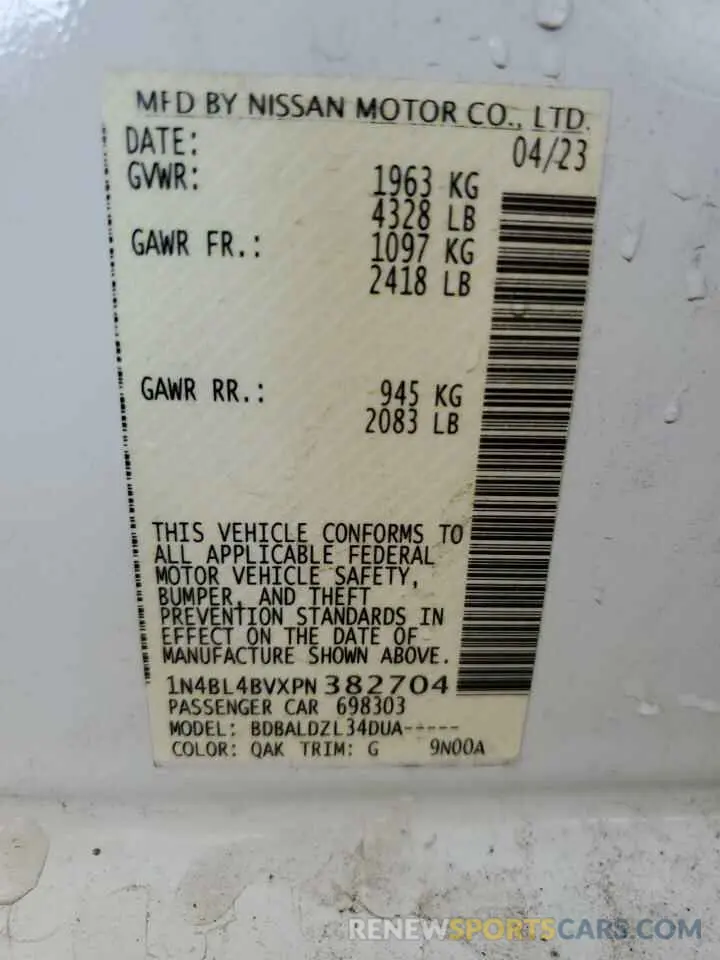 MFD BY NISSAN MOTOR CO., LTD.
DATE: 04/23
GVWR: 1963 KG
4328 LB
GAWR FR.: 1097 KG
2418 LB
GAWR RR.: 945 KG
2083 LB
THIS VEHICLE CONFORMS TO
ALL APPLICABLE FEDERAL
MOTOR VEHICLE SAFETY,
BUMPER, AND THEFT
PREVENTION STANDARDS IN
EFFECT ON THE DATE OF
MANUFACTURE SHOWN ABOVE.
1N4BL4BVXPN382704
PASSENGER CAR 698303
MODEL: BDBALDZL34DUA-----
COLOR: QAK TRIM: G 9N00A
RENEWSPORTSCARS.COM